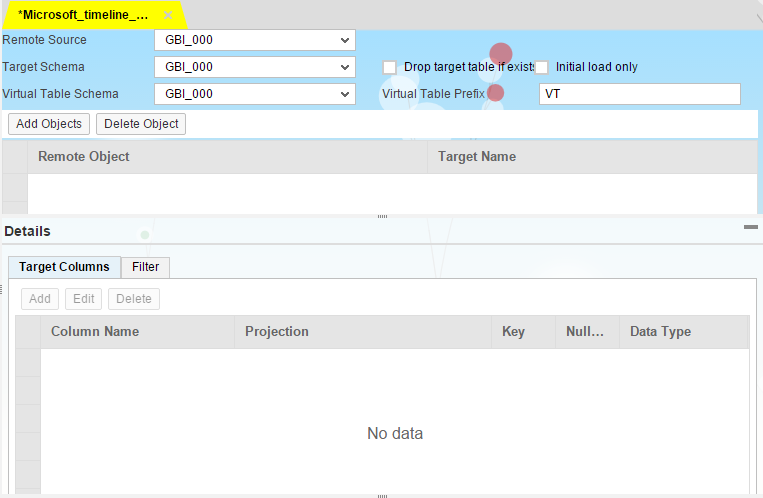 *Microsoft_timeline_... ×
Remote Source GBI_000
Target Schema GBI_000 Drop target table if exists Initial load only
Virtual Table Schema GBI_000 Virtual Table Prefix VT
Add Objects Delete Object
Remote Object Target Name
Details
Target Columns Filter
Add Edit Delete
Column Name Projection Key Null... Data Type
No data